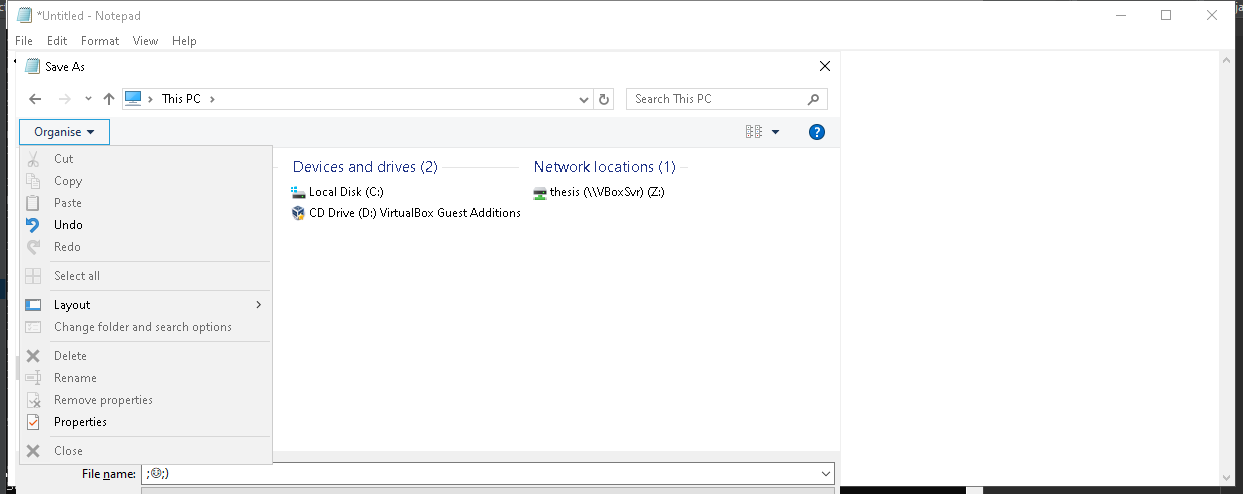 *Untitled - Notepad
File Edit Format View Help
Save As
This PC
Search This PC
Organise
Cut
Copy
Paste
Undo
Redo
Select all
Layout
Change folder and search options
Delete
Rename
Remove properties
Properties
Close
Devices and drives (2)
Local Disk (C:)
CD Drive (D:) VirtualBox Guest Additions
Network locations (1)
thesis (\\VBoxSvr) (Z:)
File name: ;☺;)